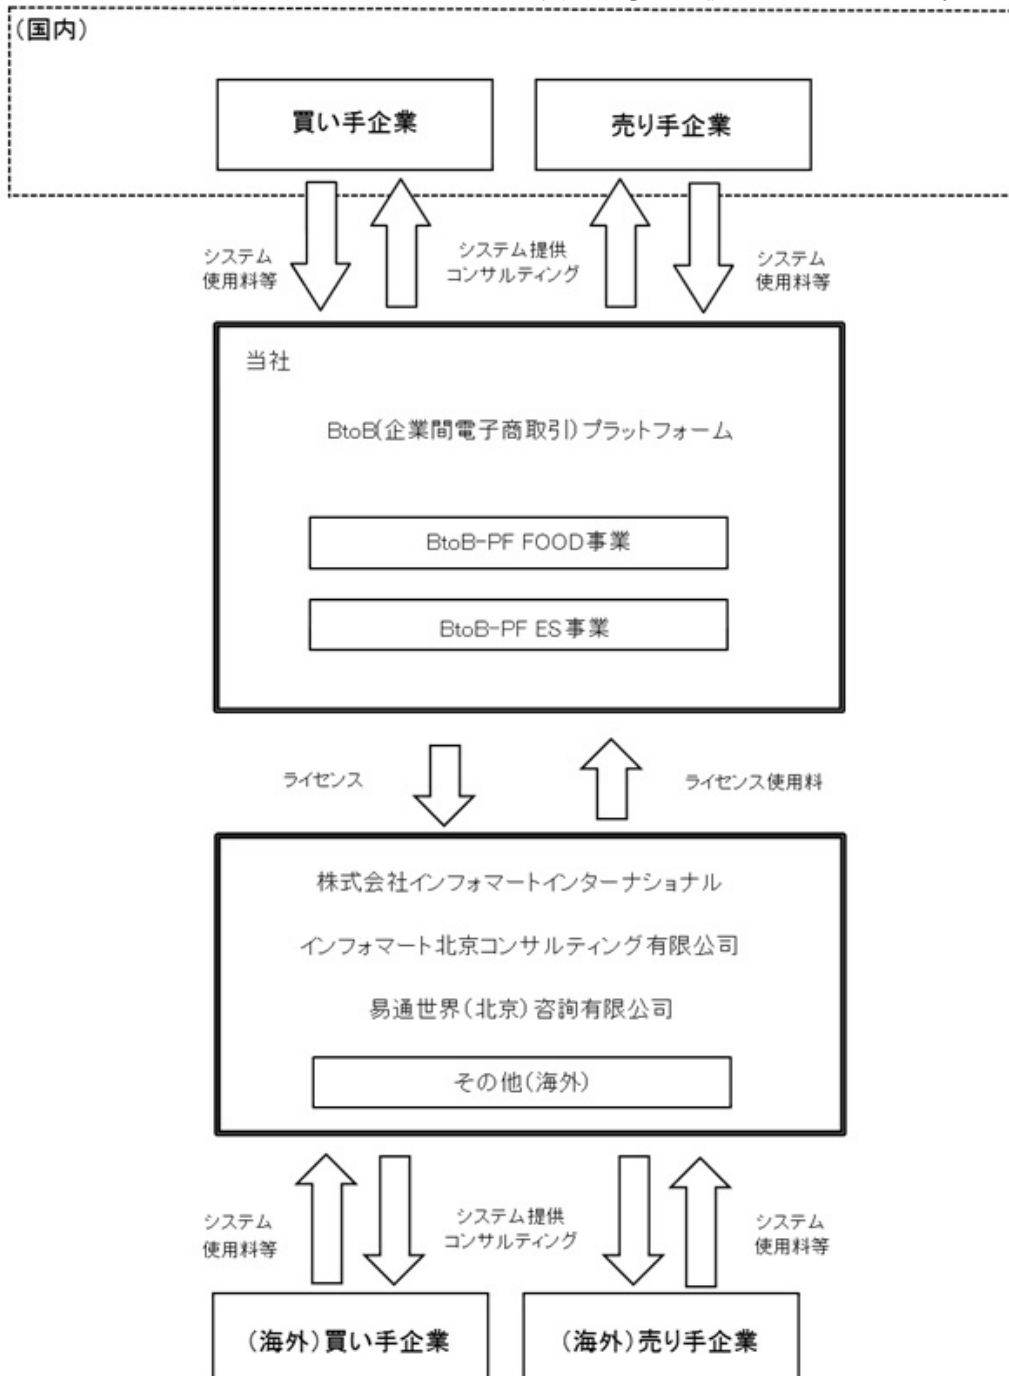 (国内)
買い手企業
売り手企業
システム
使用料等
システム提供
コンサルティング
システム
使用料等
当社
BtoB(企業間電子商取引)プラットフォーム
BtoB-PF FOOD事業
BtoB-PF ES事業
ライセンス
ライセンス使用料
株式会社インフォマートインターナショナル
インフォマート北京コンサルティング有限公司
易通世界(北京)咨詢有限公司
その他(海外)
システム
使用料等
システム提供
コンサルティング
システム
使用料等
(海外)買い手企業
(海外)売り手企業